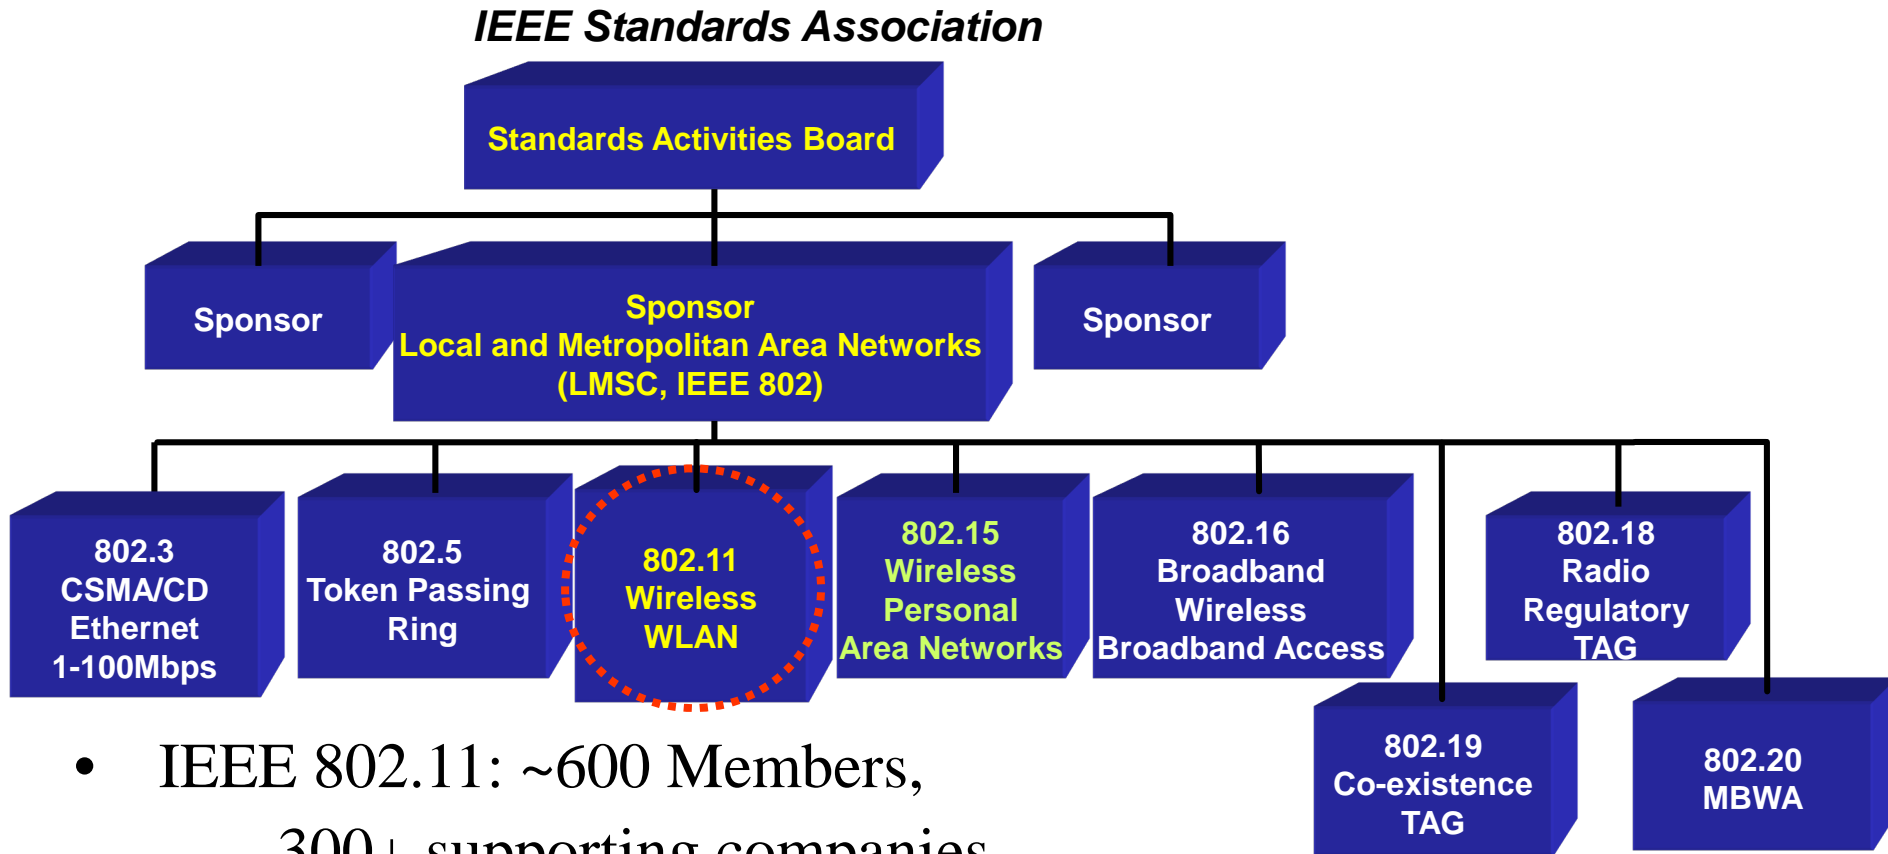 IEEE Standards Association
Standards Activities Board
Sponsor
Sponsor
Local and Metropolitan Area Networks
(LMSC, IEEE 802)
Sponsor
802.3
CSMA/CD
Ethernet
1-100Mbps
802.5
Token Passing
Ring
802.11
Wireless
WLAN
802.15
Wireless
Personal
Area Networks
802.16
Broadband
Wireless
Broadband Access
802.18
Radio
Regulatory
TAG
802.19
Co-existence
TAG
802.20
MBWA
• IEEE 802.11: ~600 Members,
300+ supporting companies